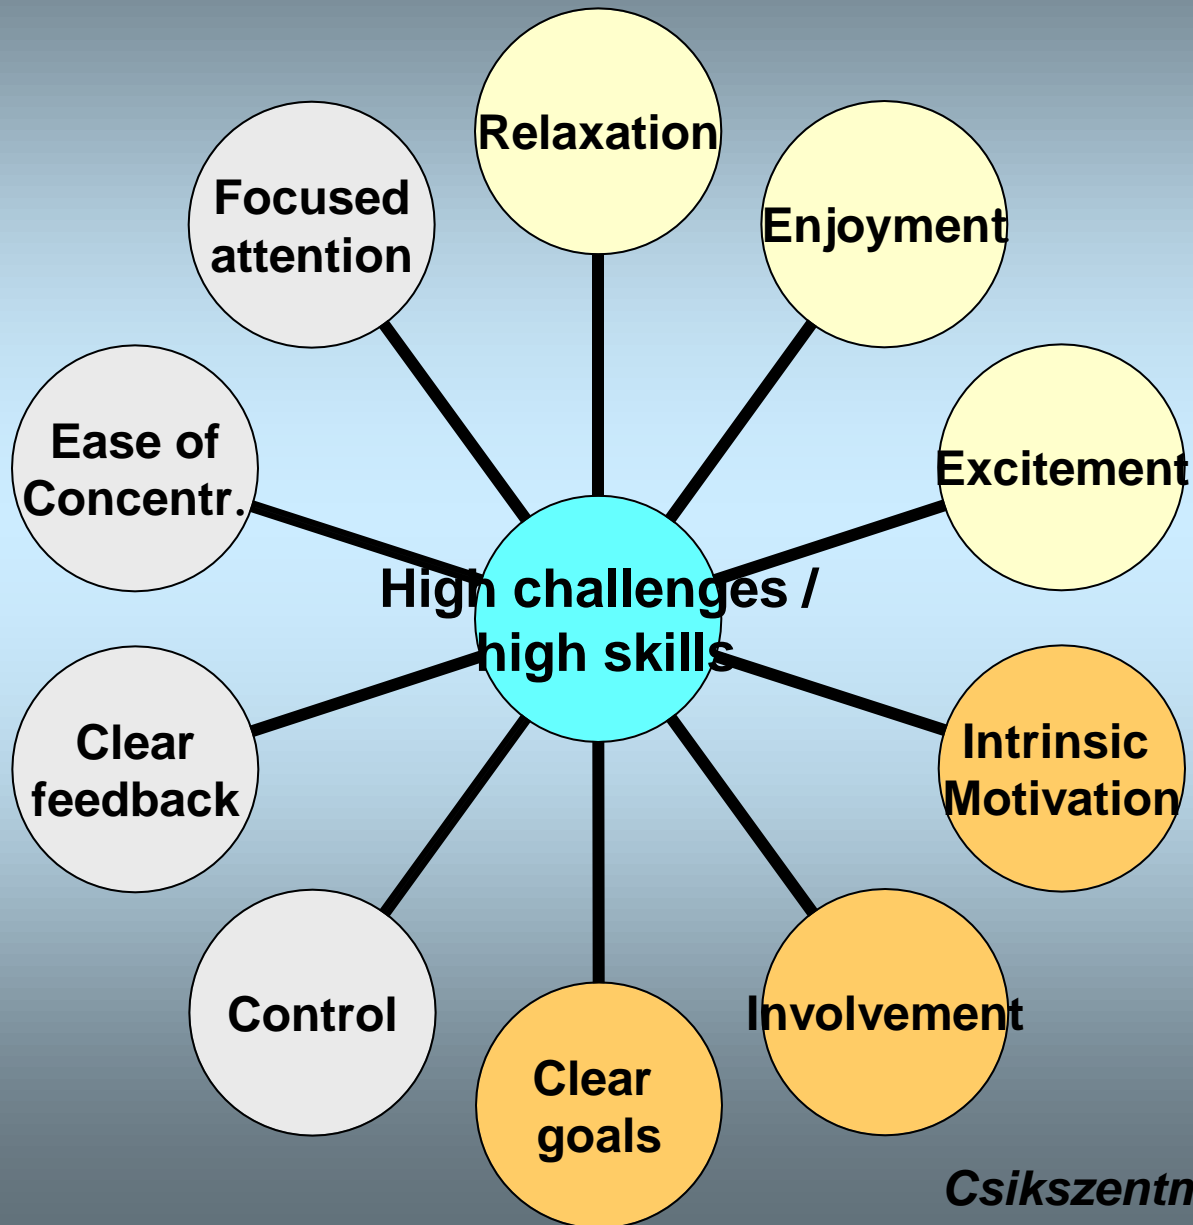 Relaxation
Enjoyment
Excitement
Intrinsic
Motivation
Involvement
Clear
goals
Control
Clear
feedback
Ease of
Concentr.
Focused
attention
High challenges /
high skills